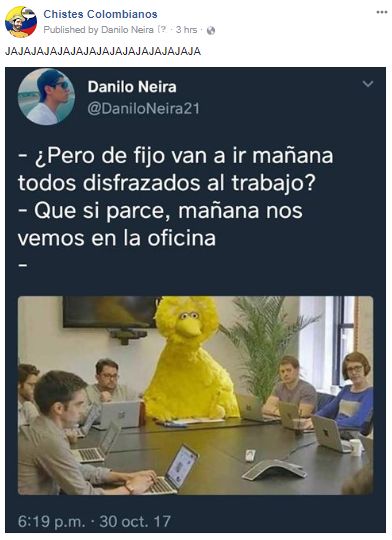 Chistes Colombianos
Published by Danilo Neira [?] · 3 hrs ·
JAJAJAJAJAJAJAJAJAJAJAJAJAJAJA
Danilo Neira
@DaniloNeira21
- ¿Pero de fijo van a ir mañana
todos disfrazados al trabajo?
- Que si parce, mañana nos
vemos en la oficina
-
6:19 p.m. · 30 oct. 17